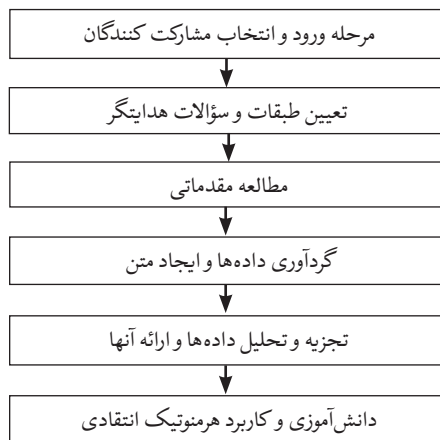 مرحله ورود و انتخاب مشارکت کنندگان
تعیین طبقات و سؤالات هدایتگر
مطالعه مقدماتی
گردآوری داده‌ها و ایجاد متن
تجزیه و تحلیل داده‌ها و ارائه آنها
دانش‌آموزی و کاربرد هرمنوتیک انتقادی